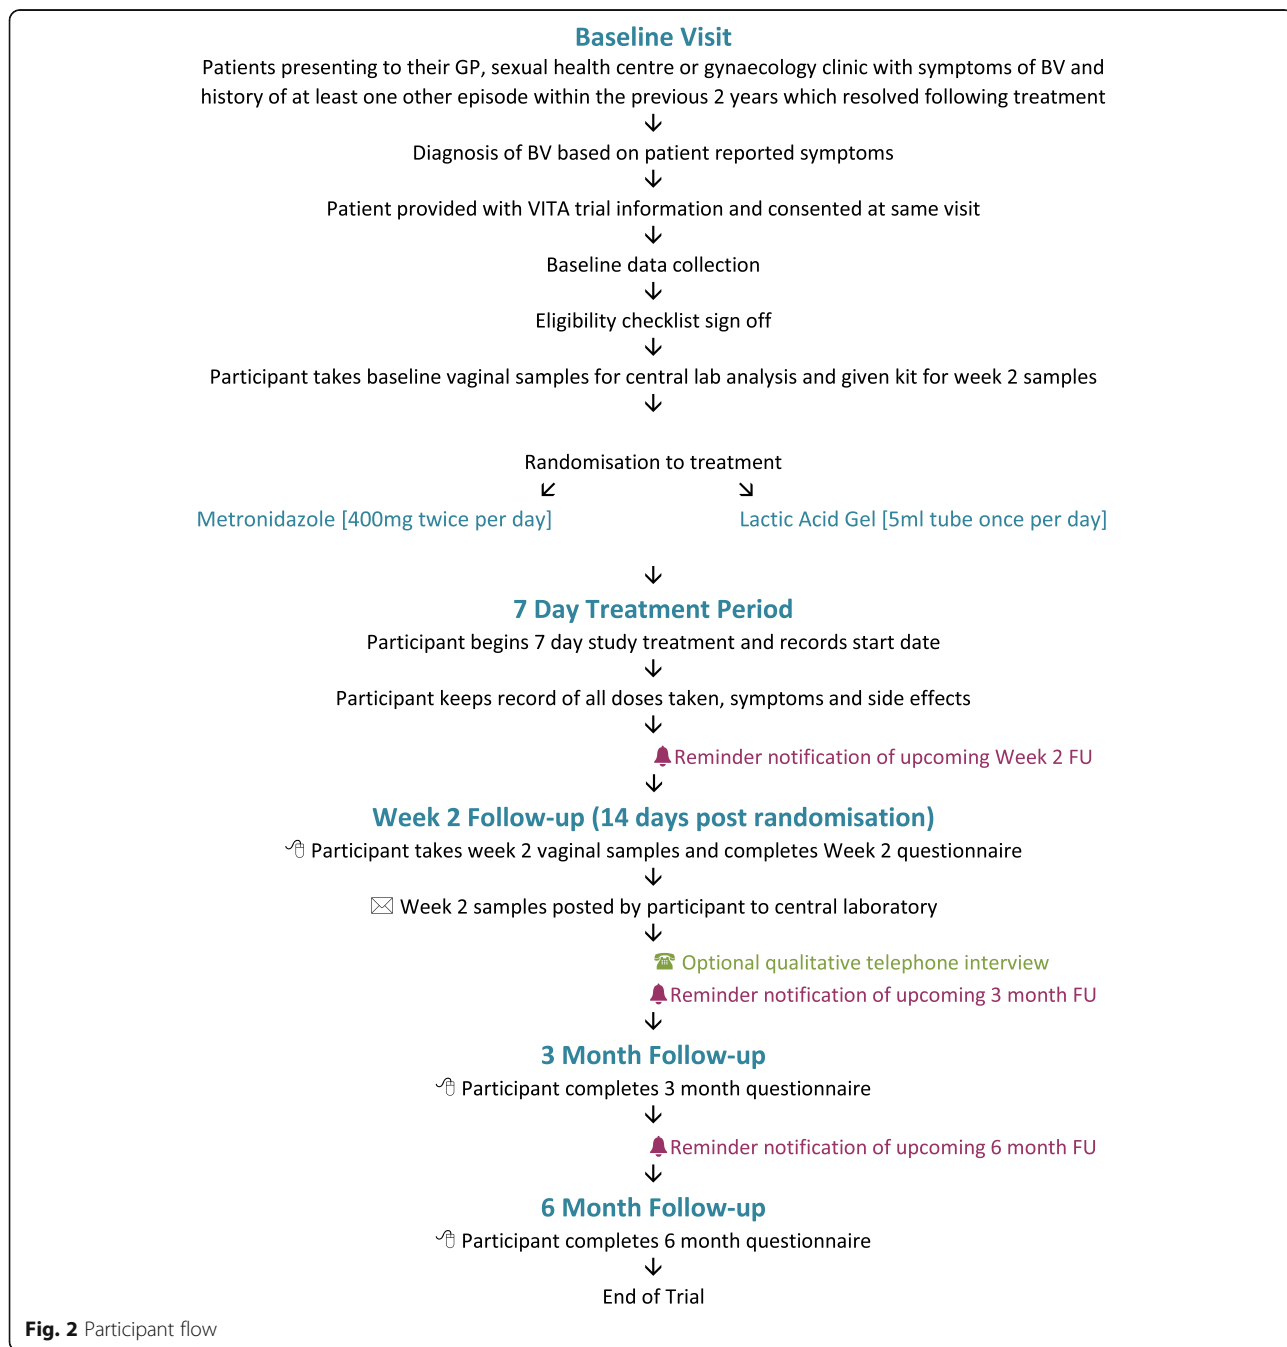 Baseline Visit
Patients presenting to their GP, sexual health centre or gynaecology clinic with symptoms of BV and
history of at least one other episode within the previous 2 years which resolved following treatment
Diagnosis of BV based on patient reported symptoms
Patient provided with VITA trial information and consented at same visit
Baseline data collection
Eligibility checklist sign off
Participant takes baseline vaginal samples for central lab analysis and given kit for week 2 samples
Randomisation to treatment
Metronidazole [400mg twice per day]
Lactic Acid Gel [5ml tube once per day]
7 Day Treatment Period
Participant begins 7 day study treatment and records start date
Participant keeps record of all doses taken, symptoms and side effects
Reminder notification of upcoming Week 2 FU
Week 2 Follow-up (14 days post randomisation)
Participant takes week 2 vaginal samples and completes Week 2 questionnaire
Week 2 samples posted by participant to central laboratory
Optional qualitative telephone interview
Reminder notification of upcoming 3 month FU
3 Month Follow-up
Participant completes 3 month questionnaire
Reminder notification of upcoming 6 month FU
6 Month Follow-up
Participant completes 6 month questionnaire
End of Trial
Fig. 2 Participant flow